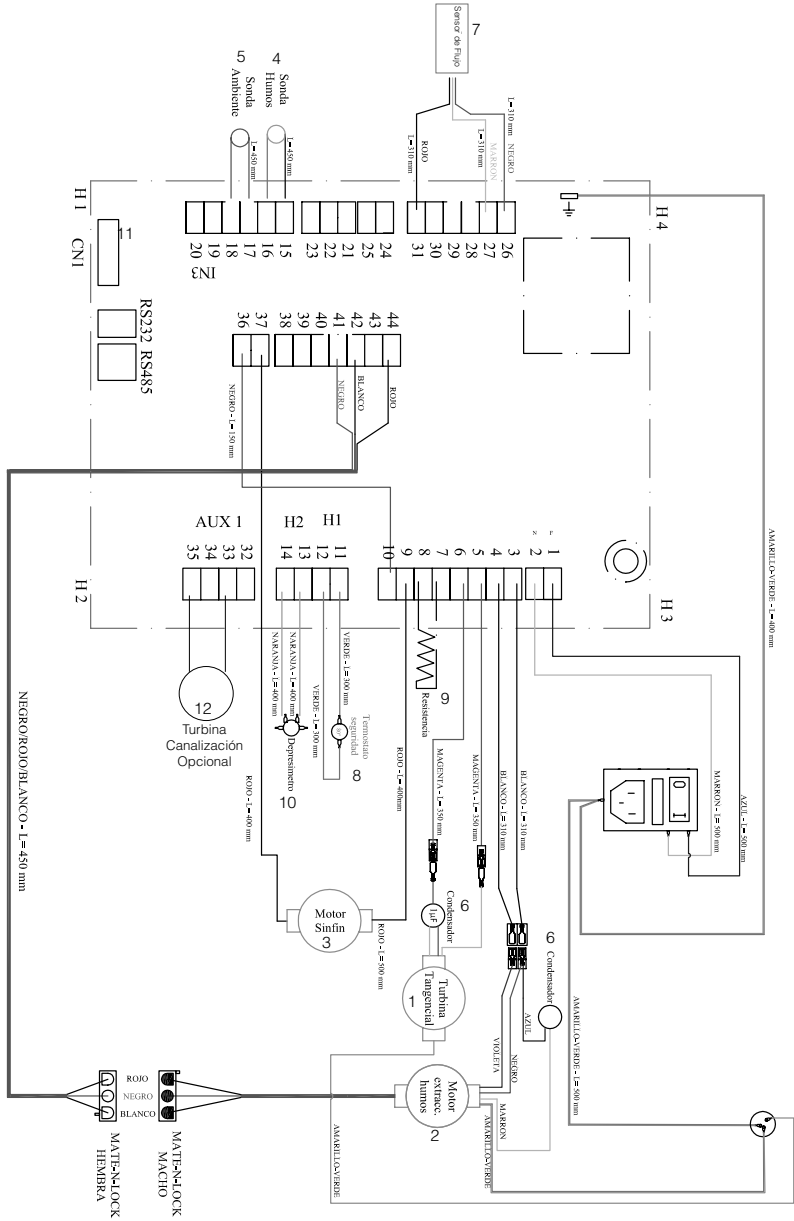 7
Sensor de Flujo
5
Sonda
Ambiente
4
Sonda
Humos
L= 450 mm
L= 450 mm
ROJO
L= 310 mm
MARRON
L= 310 mm
NEGRO
L= 310 mm
H 1
H 4
11
CN1
20
19
18
17
16
15
IN3
23
22
21
25
24
31
30
29
28
27
26
RS232
RS485
36
37
38
39
40
41
42
43
44
NEGRO - L= 150 mm
NEGRO
BLANCO
ROJO
AMARILLO-VERDE - L= 400 mm
AUX 1
H2
H1
35
34
33
32
14
13
12
11
10
9
8
7
6
5
4
3
2
1
N
F
H 2
H 3
12
Turbina
Canalización
Opcional
NARANJA - L= 400 mm
NARANJA - L= 400 mm
Depresimetro
10
VERDE - L= 300 mm
VERDE - L= 300 mm
Termostato
seguridad
8
9
Resistencia
ROJO - L= 400 mm
ROJO - L= 400mm
MAGENTA - L= 350 mm
MAGENTA - L= 350 mm
BLANCO - L= 310 mm
BLANCO - L= 310 mm
MARRON - L= 500 mm
AZUL - L= 500 mm
NEGRO/ROJO/BLANCO - L= 450 mm
Motor
Sinfín
3
ROJO - L= 500 mm
6
Condensador
1µF
Turbina
Tangencial
1
6
Condensador
AZUL
VIOLETA
NEGRO
MARRON
AMARILLO-VERDE
AMARILLO-VERDE - L= 500 mm
AMARILLO-VERDE
Motor
extracc.
humos
2
ROJO
NEGRO
BLANCO
MATE-N-LOCK
HEMBRA
MATE-N-LOCK
MACHO